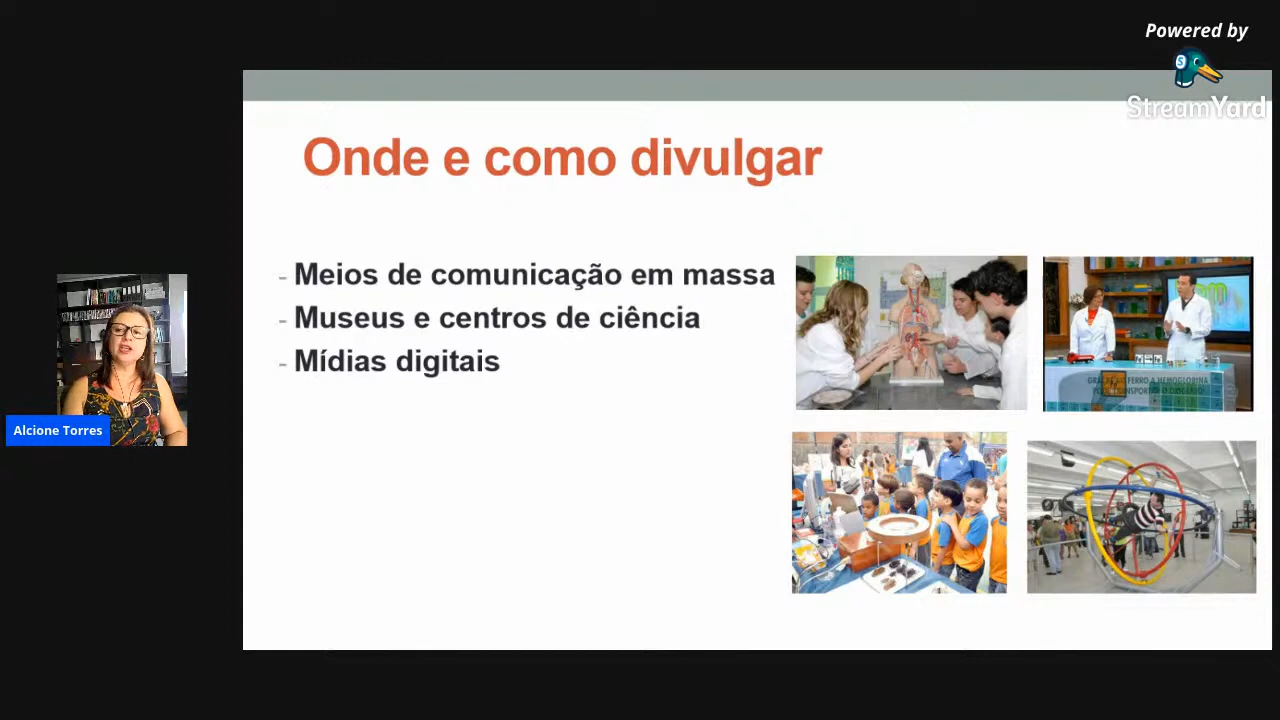 Powered by
StreamYard
Onde e como divulgar
- Meios de comunicação em massa
- Museus e centros de ciência
- Mídias digitais
Alcione Torres